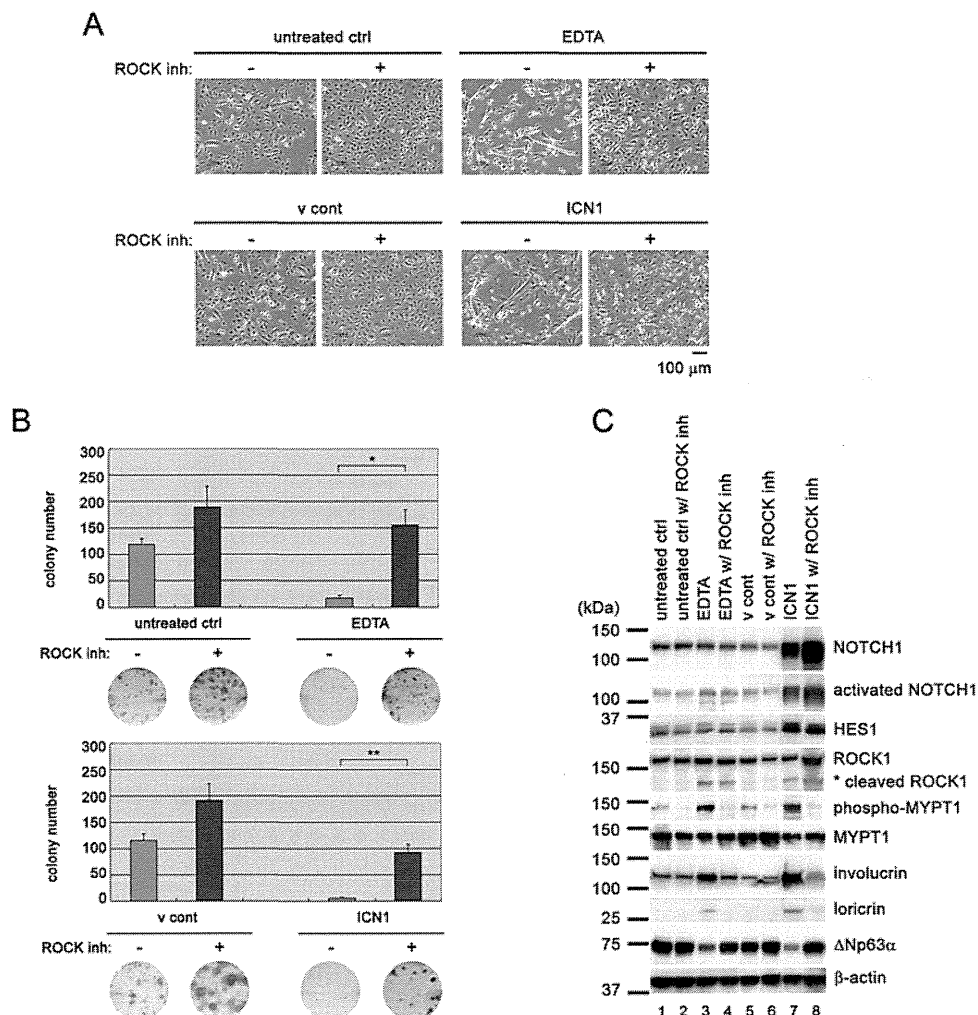 A
untreated ctrl EDTA
ROCK inh: - + - +
v cont ICN1
ROCK inh: - + - +
100 µm
B
300
250
200
150
100
50
0
colony number
*
untreated ctrl EDTA
ROCK inh: - + - +
300
250
200
150
100
50
0
colony number
**
v cont ICN1
ROCK inh: - + - +
C
untreated ctrl
untreated ctrl w/ ROCK inh
EDTA
EDTA w/ ROCK inh
v cont
v cont w/ ROCK inh
ICN1
ICN1 w/ ROCK inh
(kDa)
150
NOTCH1
100
100 activated NOTCH1
37
HES1
ROCK1
150
* cleaved ROCK1
150 phospho-MYPT1
150 MYPT1
150
involucrin
100
loricrin
25
75 ΔNp63α
β-actin
37
1 2 3 4 5 6 7 8